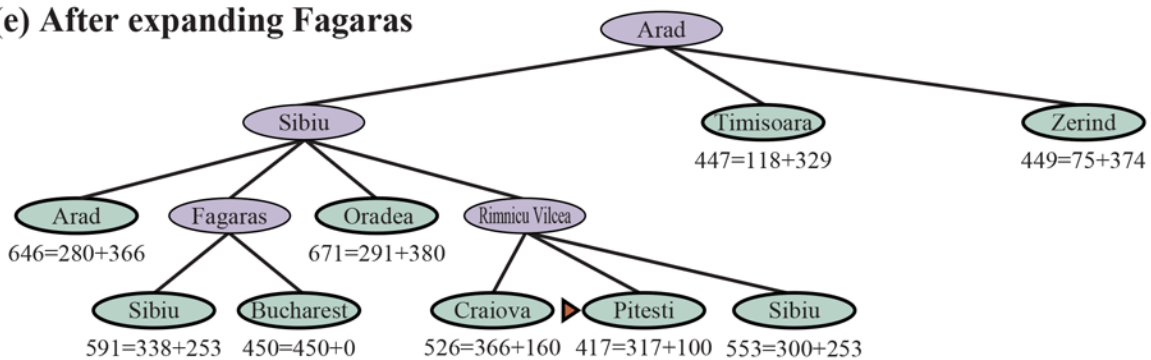 (e) After expanding Fagaras
Arad
Sibiu Timisoara Zerind
447=118+329 449=75+374
Arad Fagaras Oradea Rimnicu Vilcea
646=280+366 671=291+380
Sibiu Bucharest Craiova Pitesti Sibiu
591=338+253 450=450+0 526=366+160 417=317+100 553=300+253